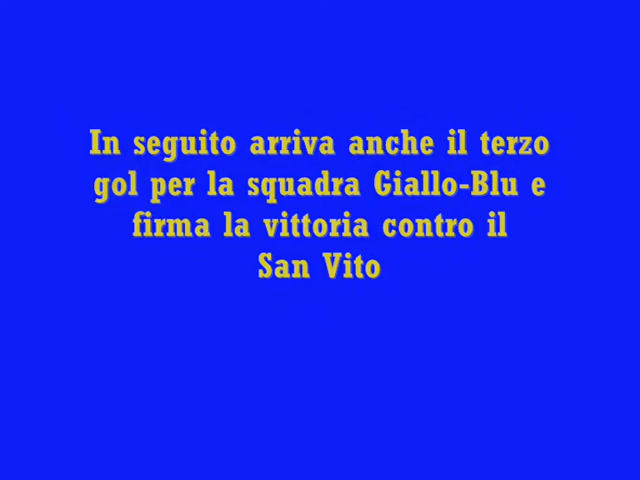 In seguito arriva anche il terzo
gol per la squadra Giallo-Blu e
firma la vittoria contro il
San Vito